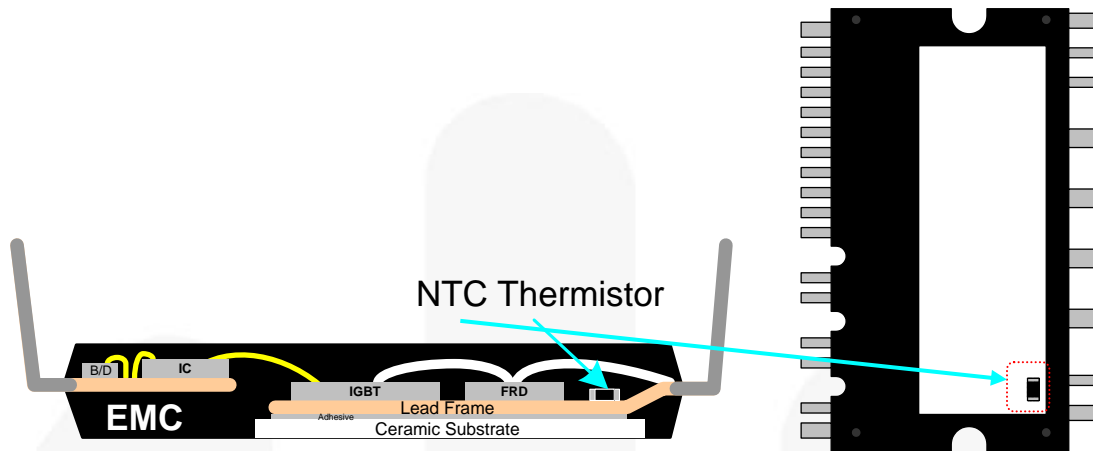 NTC Thermistor
B/D
IC
IGBT
FRD
Lead Frame
Adhesive
EMC
Ceramic Substrate